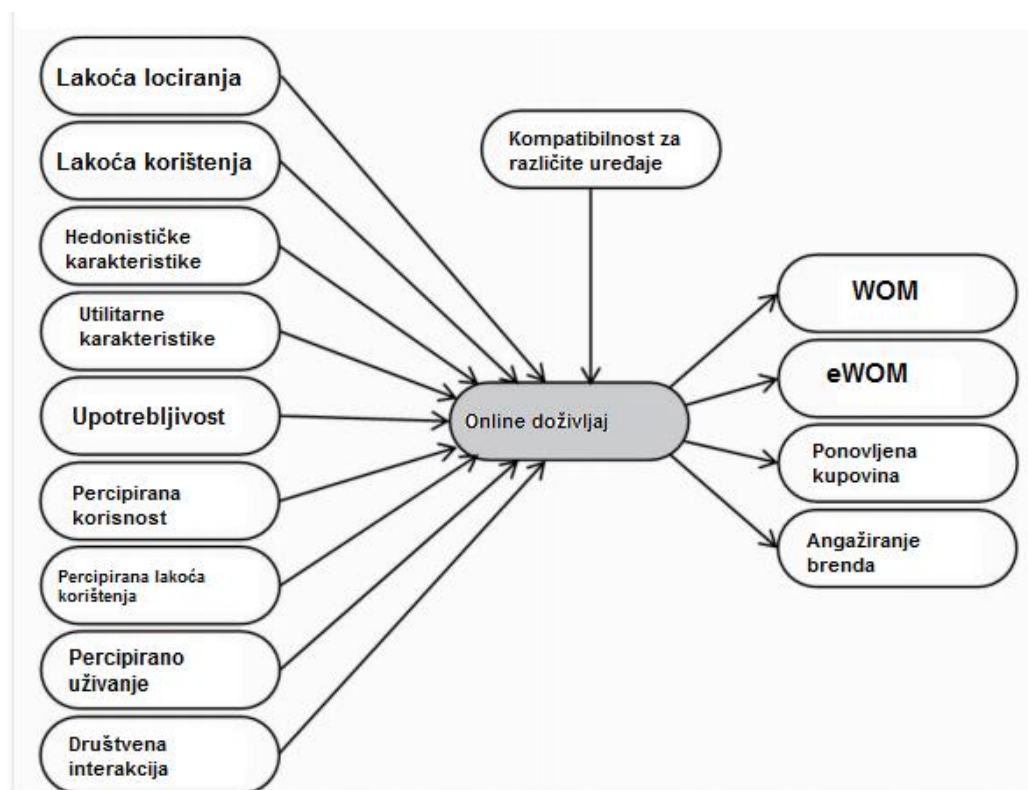 Lakoća lociranja
Lakoća korištenja
Hedonističke
karakteristike
Utilitarne
karakteristike
Upotrebljivost
Percipirana
korisnost
Percipirana lakoća
korištenja
Percipirano
uživanje
Društvena
interakcija
Kompatibilnost za
različite uređaje
Online doživljaj
WOM
eWOM
Ponovljena
kupovina
Angažiranje
brenda